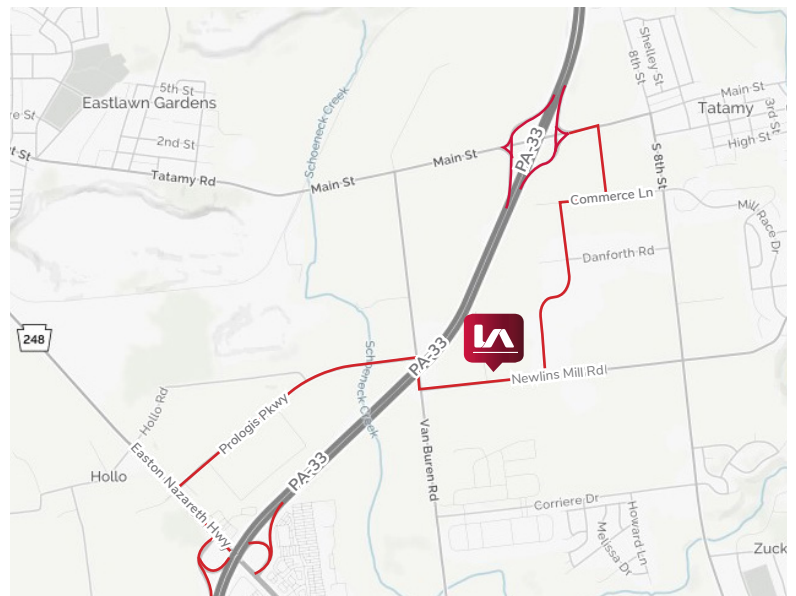 Shelley St
8th St
5th St
Main St
Eastlawn Gardens
Tatamy
3rd St
re St
2nd St
PA-33
High St
Schoeneck Creek
S 8th St
st St
Main St
Tatamy Rd
Main St
Commerce Ln
Mill Race Dr
Danforth Rd
248
PA-33
Schoeneck Creek
Newlins Mill Rd
Hollo Rd
Prologis Pkwy
Van Buren Rd
PA-33
Easton Nazareth Hwy
Hollo
Corriere Dr
Howard Ln
Melissa Dr
Zuck